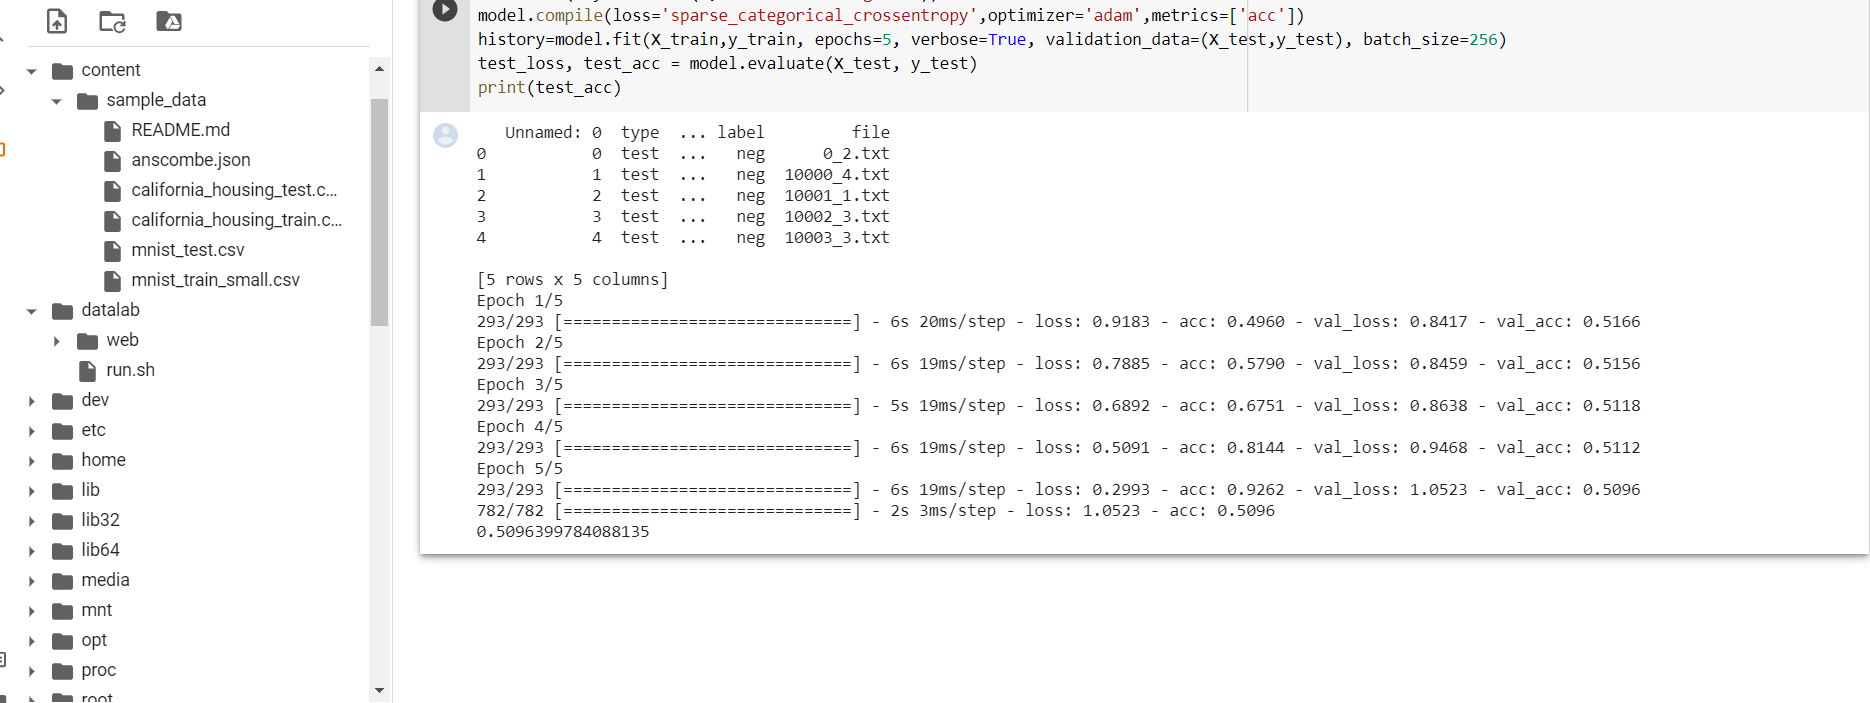 content
sample_data
README.md
anscombe.json
california_housing_test.c...
california_housing_train.c...
mnist_test.csv
mnist_train_small.csv
datalab
web
run.sh
dev
etc
home
lib
lib32
lib64
media
mnt
opt
proc
root
model.compile(loss='sparse_categorical_crossentropy',optimizer='adam',metrics=['acc'])
history=model.fit(X_train,y_train, epochs=5, verbose=True, validation_data=(X_test,y_test), batch_size=256)
test_loss, test_acc = model.evaluate(X_test, y_test)
print(test_acc)
Unnamed: 0 type ... label file
0 0 test ... neg 0_2.txt
1 1 test ... neg 10000_4.txt
2 2 test ... neg 10001_1.txt
3 3 test ... neg 10002_3.txt
4 4 test ... neg 10003_3.txt
[5 rows x 5 columns]
Epoch 1/5
293/293 [==============================] - 6s 20ms/step - loss: 0.9183 - acc: 0.4960 - val_loss: 0.8417 - val_acc: 0.5166
Epoch 2/5
293/293 [==============================] - 6s 19ms/step - loss: 0.7885 - acc: 0.5790 - val_loss: 0.8459 - val_acc: 0.5156
Epoch 3/5
293/293 [==============================] - 5s 19ms/step - loss: 0.6892 - acc: 0.6751 - val_loss: 0.8638 - val_acc: 0.5118
Epoch 4/5
293/293 [==============================] - 6s 19ms/step - loss: 0.5091 - acc: 0.8144 - val_loss: 0.9468 - val_acc: 0.5112
Epoch 5/5
293/293 [==============================] - 6s 19ms/step - loss: 0.2993 - acc: 0.9262 - val_loss: 1.0523 - val_acc: 0.5096
782/782 [==============================] - 2s 3ms/step - loss: 1.0523 - acc: 0.5096
0.5096399784088135